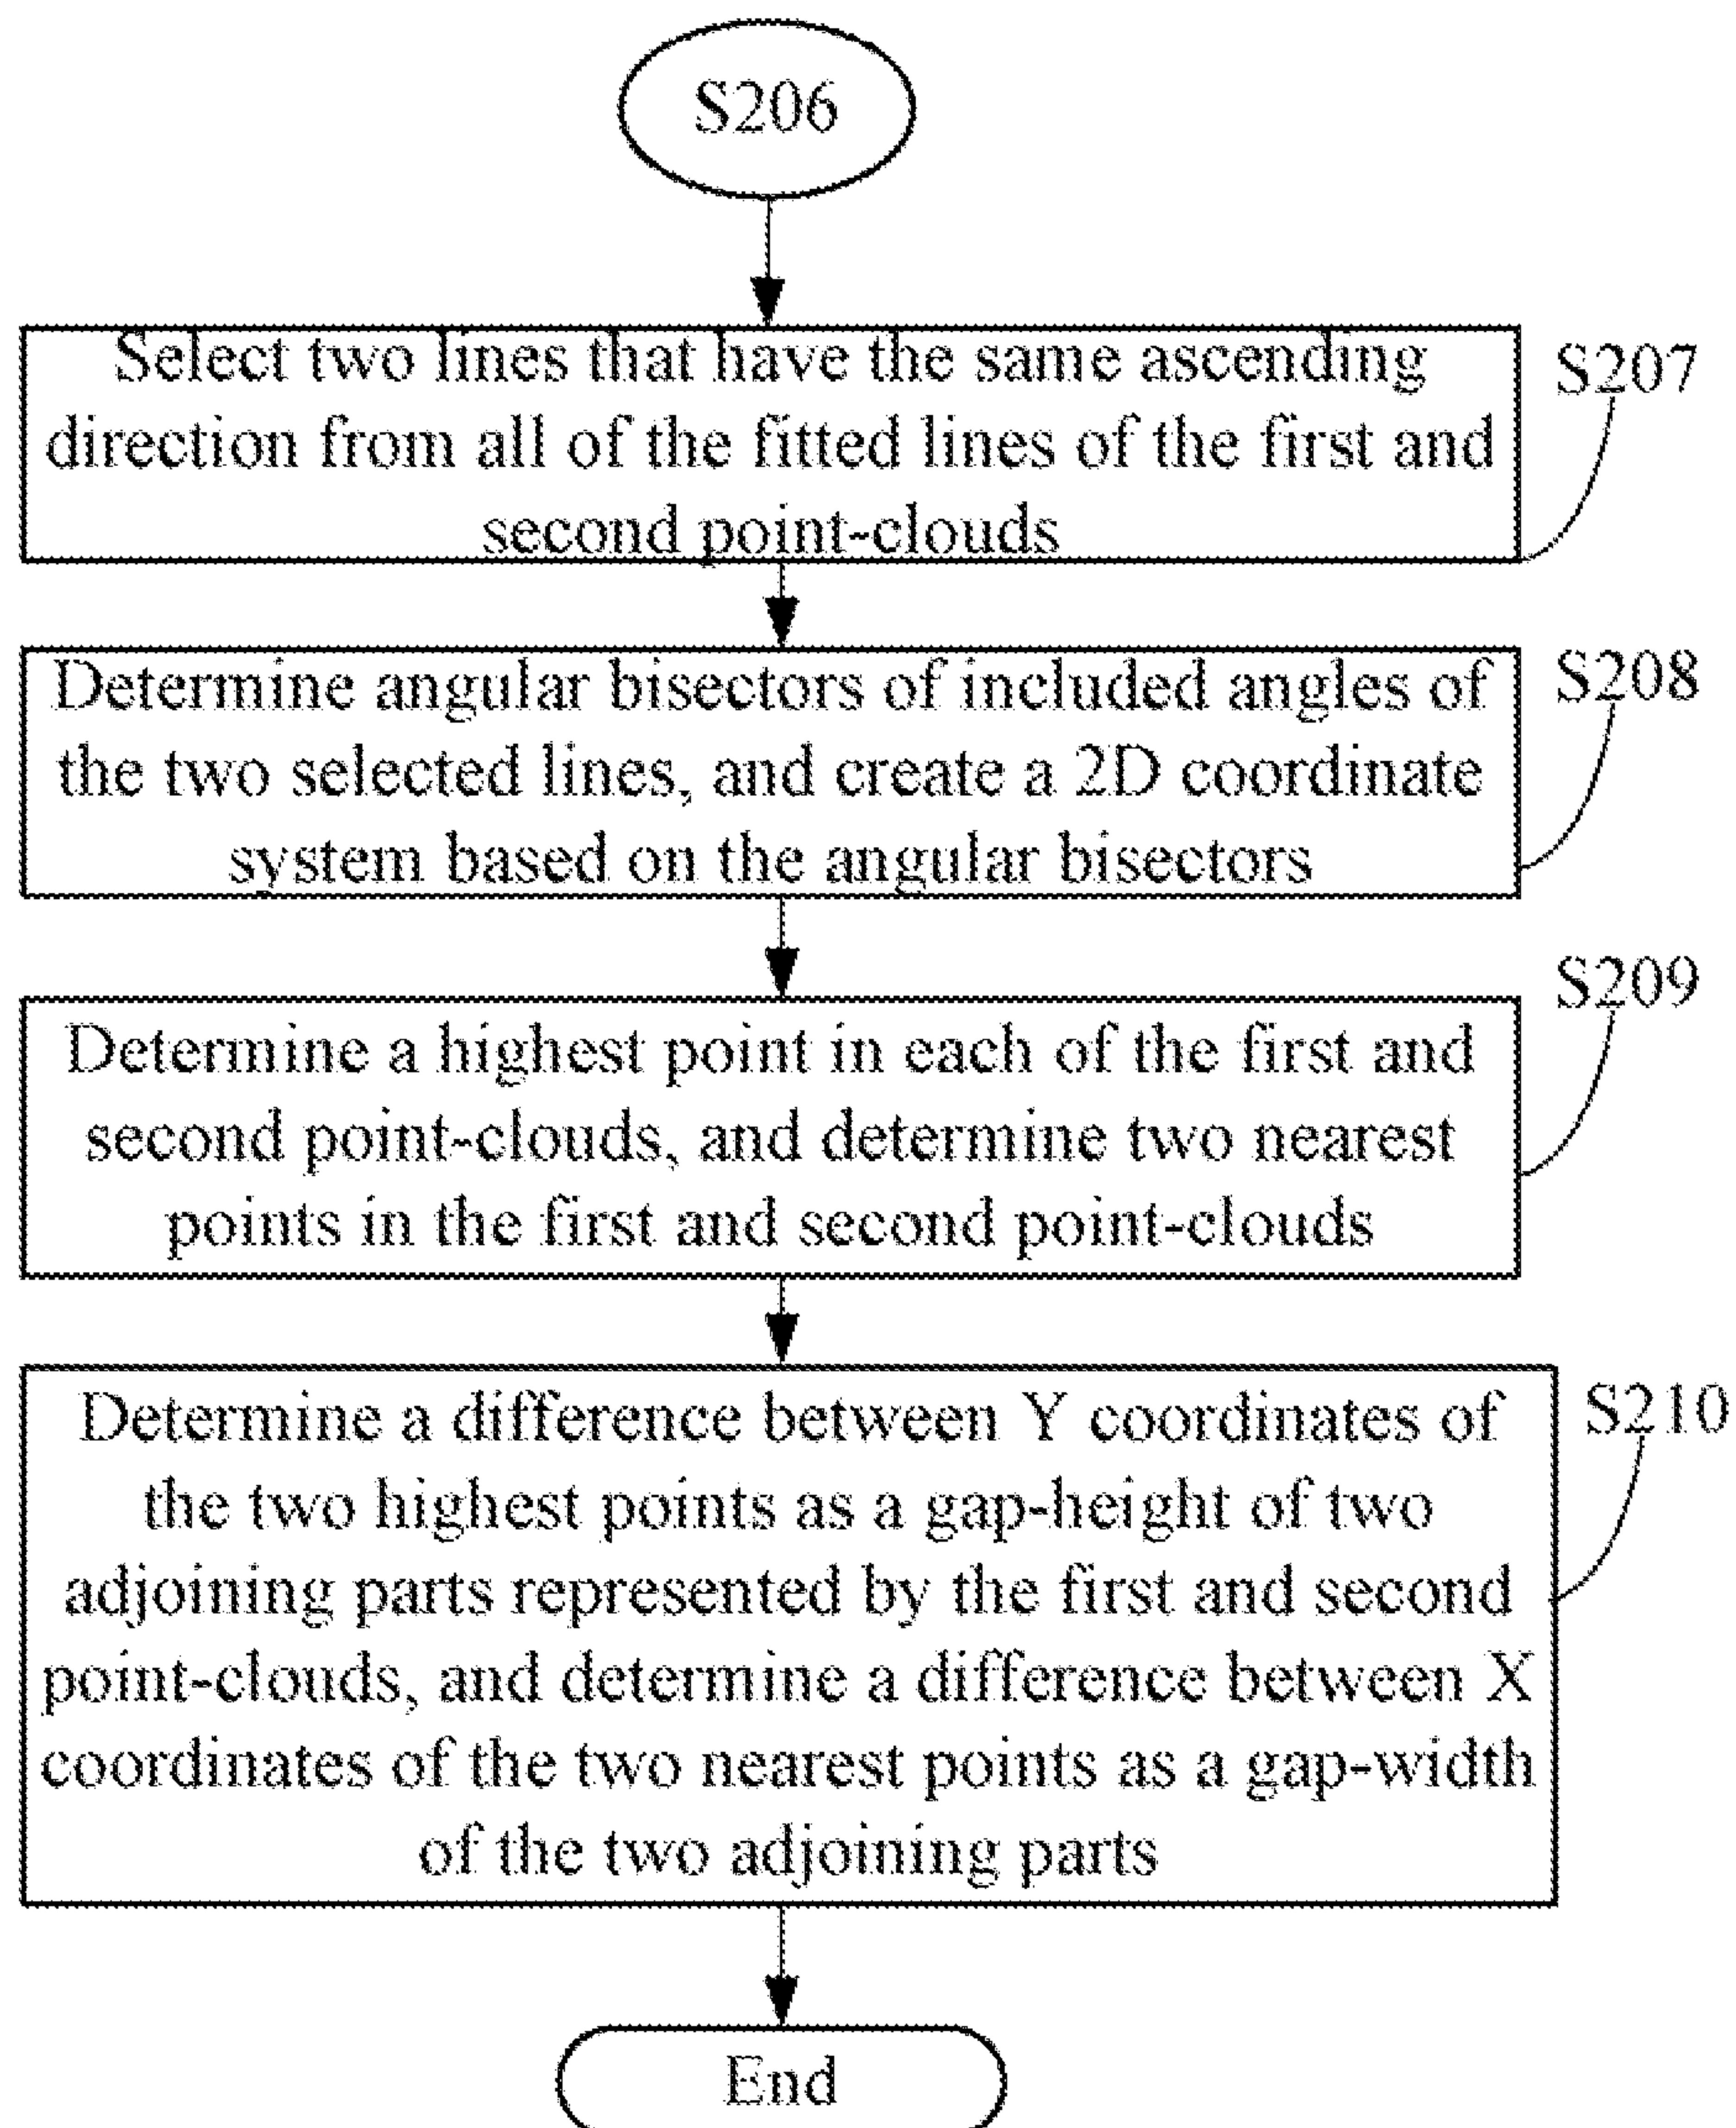 S206
Select two lines that have the same ascending
direction from all of the fitted lines of the first and
second point-clouds
S207
Determine angular bisectors of included angles of
the two selected lines, and create a 2D coordinate
system based on the angular bisectors
S208
Determine a highest point in each of the first and
second point-clouds, and determine two nearest
points in the first and second point-clouds
S209
Determine a difference between Y coordinates of
the two highest points as a gap-height of two
adjoining parts represented by the first and second
point-clouds, and determine a difference between X
coordinates of the two nearest points as a gap-width
of the two adjoining parts
S210
End